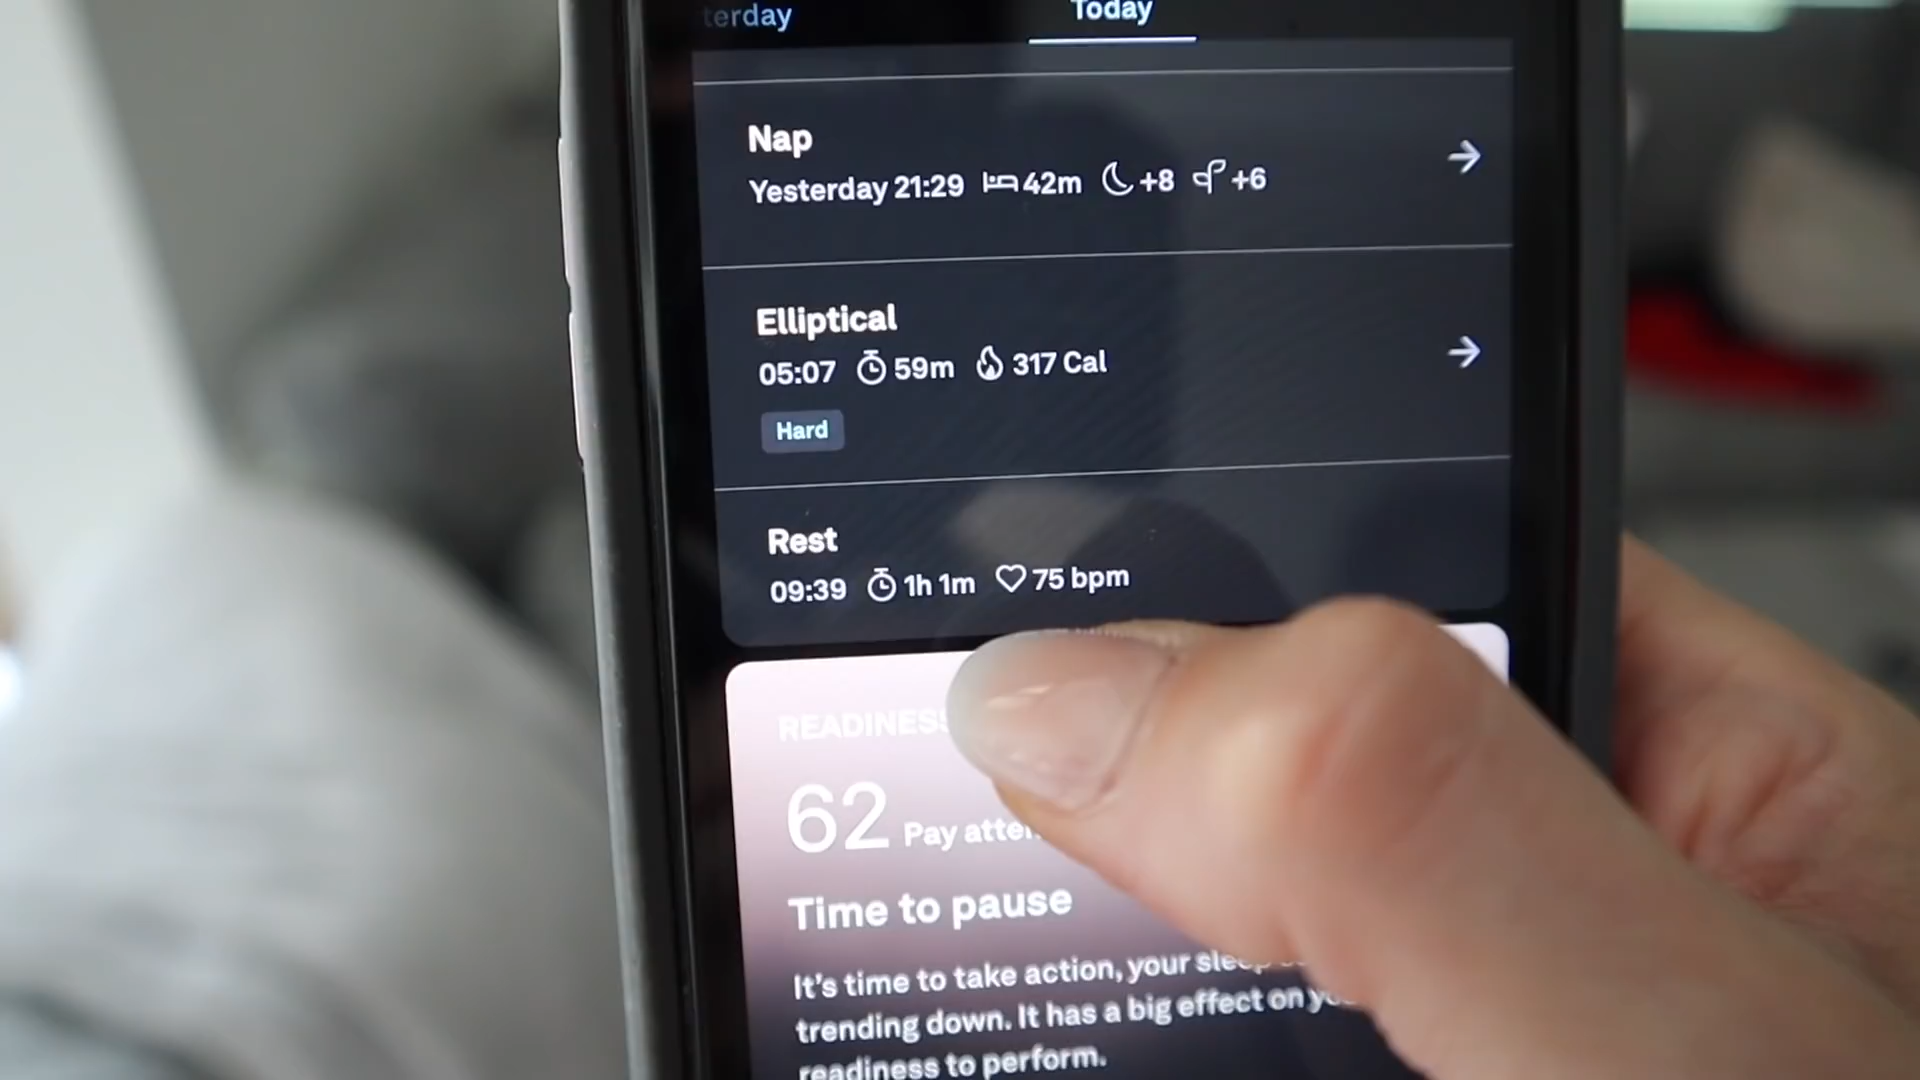 terday Today
Nap
Yesterday 21:29 42m +8 +6
Elliptical
05:07 59m 317 Cal
Hard
Rest
09:39 1h 1m 75 bpm
READINESS
62 Pay
Time to pause
It's time to take action, your
trending down. It has a big effect on
readiness to perform.